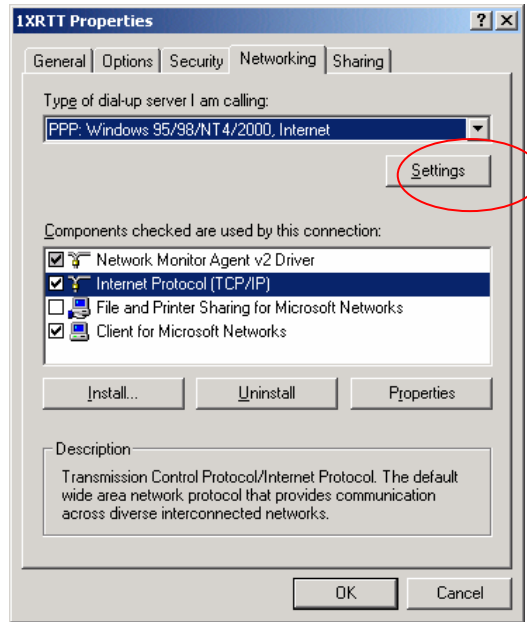 1XRTT Properties
General Options Security Networking Sharing
Type of dial-up server I am calling:
PPP: Windows 95/98/NT4/2000, Internet
Settings
Components checked are used by this connection:
Network Monitor Agent v2 Driver
Internet Protocol (TCP/IP)
File and Printer Sharing for Microsoft Networks
Client for Microsoft Networks
Install... Uninstall Properties
Description
Transmission Control Protocol/Internet Protocol. The default
wide area network protocol that provides communication
across diverse interconnected networks.
OK Cancel